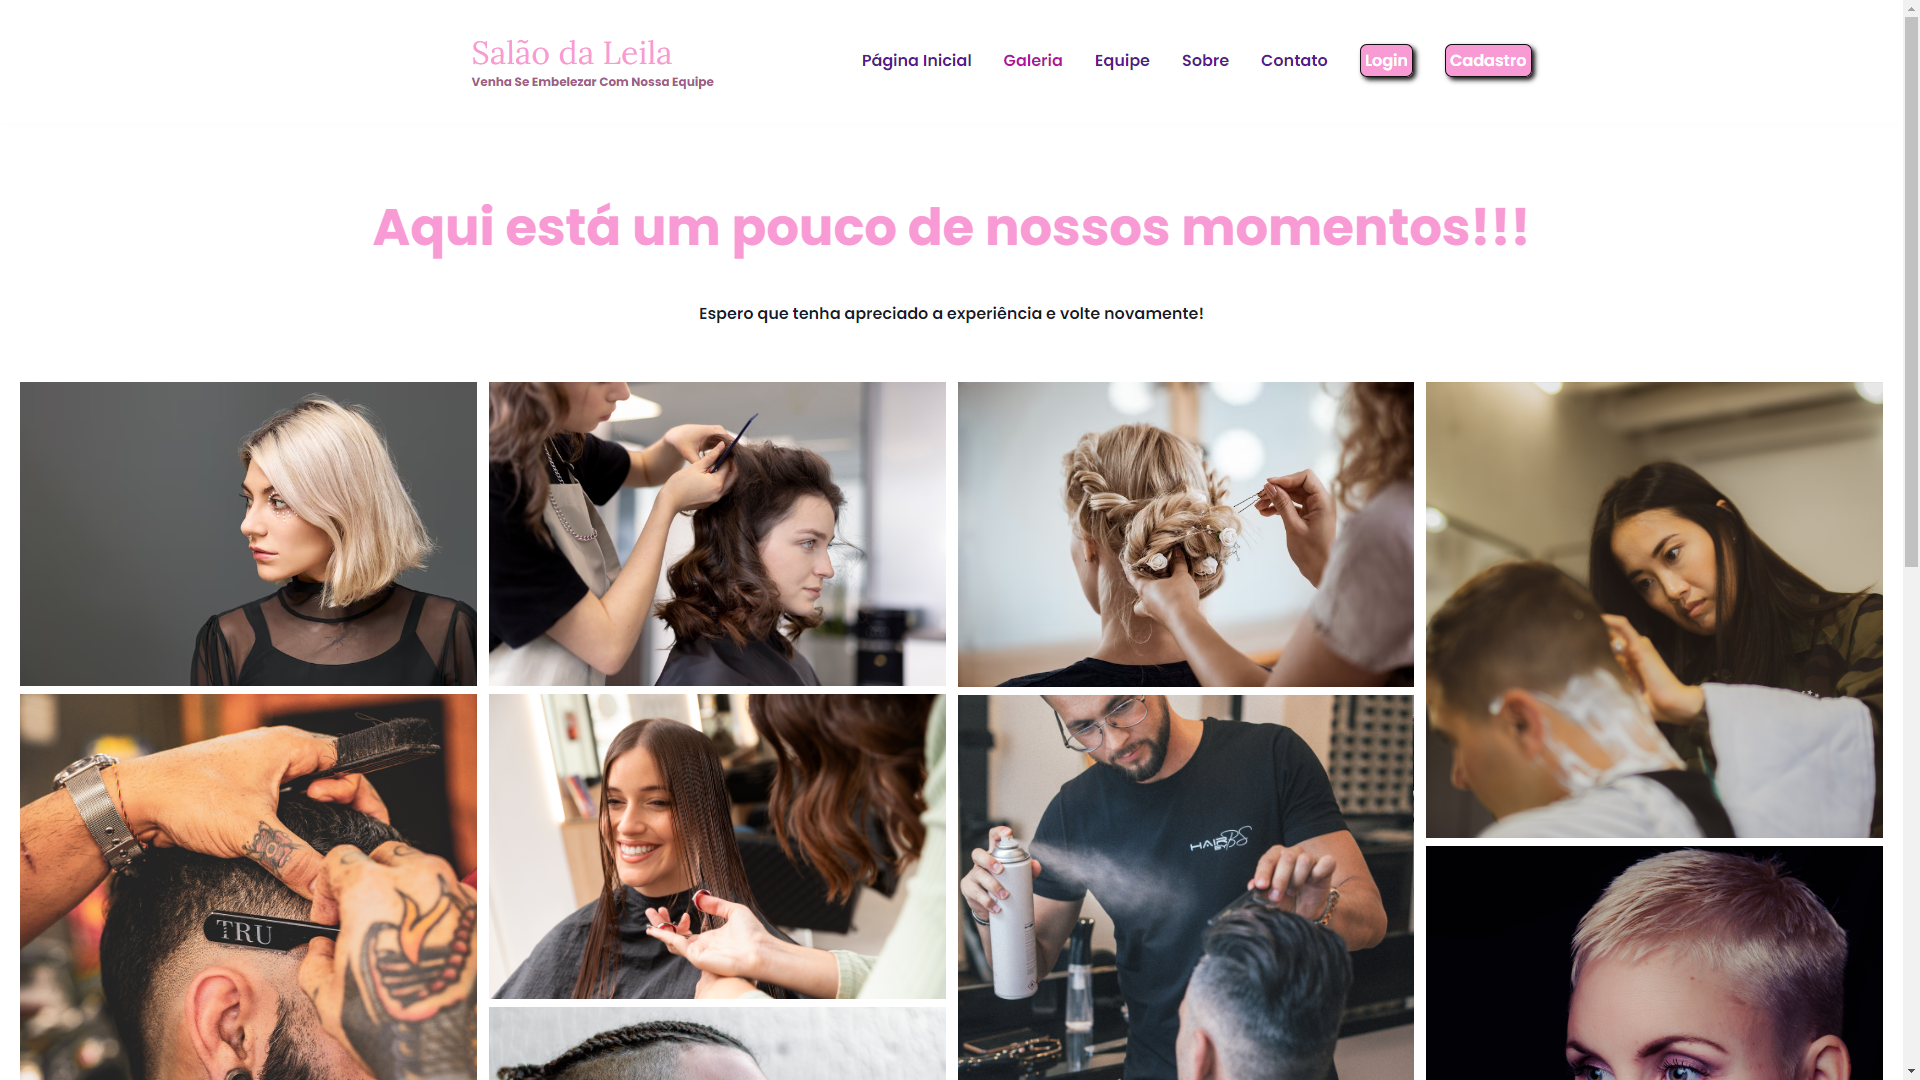 Salão da Leila
Venha Se Embelezar Com Nossa Equipe
Página Inicial
Galeria
Equipe
Sobre
Contato
Login
Cadastro
Aqui está um pouco de nossos momentos!!!
Espero que tenha apreciado a experiência e volte novamente!
TRU
HAIR BY BS